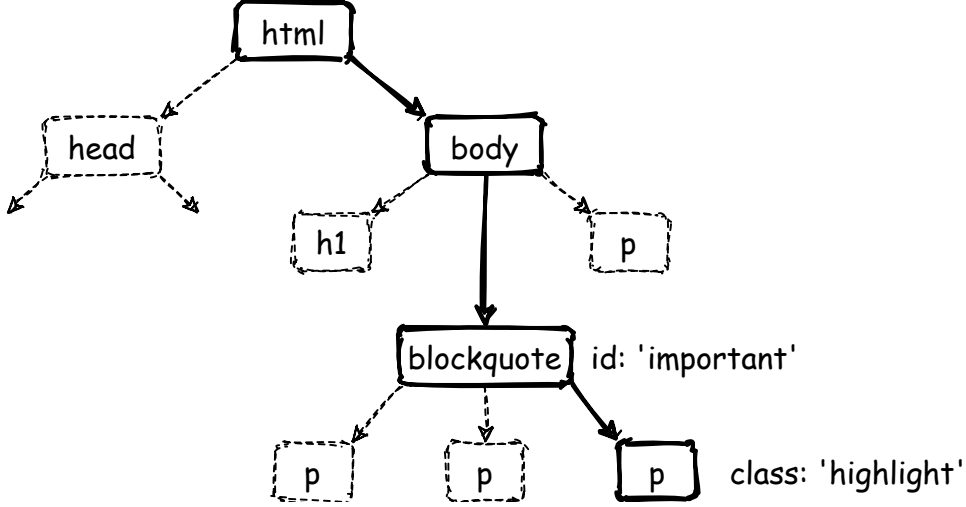 html
head
body
h1
p
blockquote id: 'important'
p
p
p class: 'highlight'